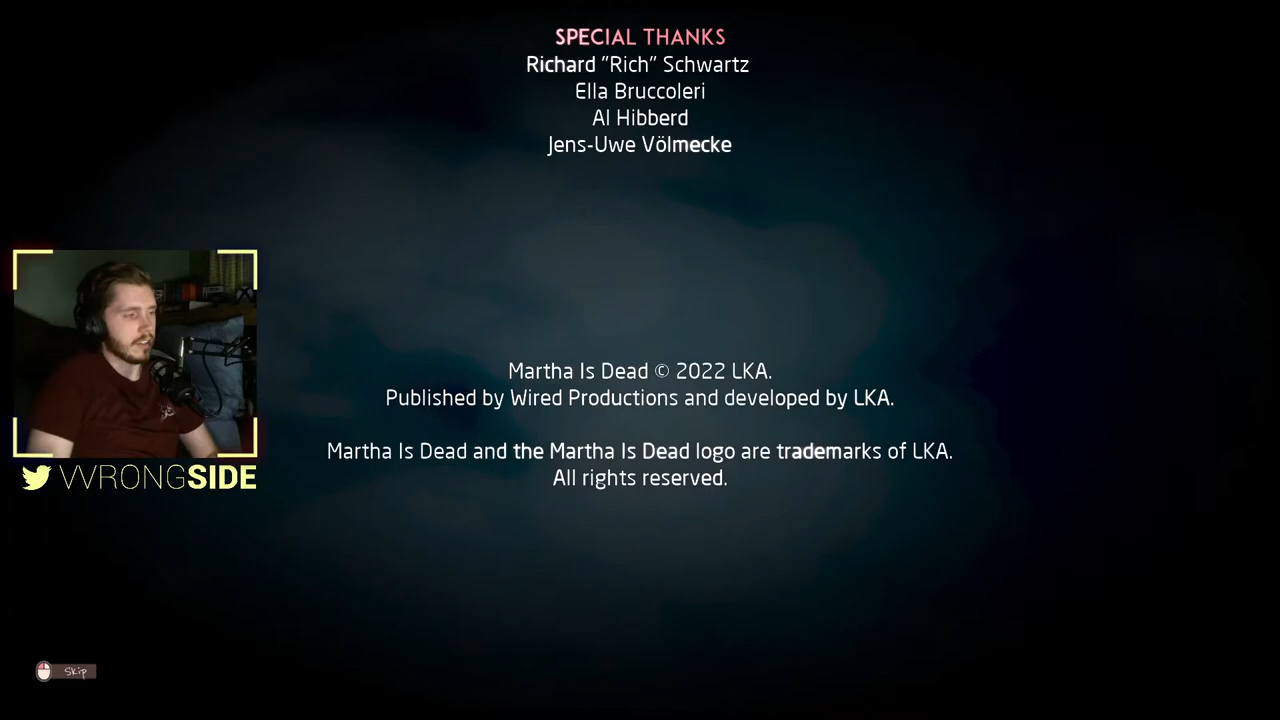 SPECIAL THANKS
Richard "Rich" Schwartz
Ella Bruccoleri
Al Hibberd
Jens-Uwe Völmecke
Martha Is Dead © 2022 LKA.
Published by Wired Productions and developed by LKA.
Martha Is Dead and the Martha Is Dead logo are trademarks of LKA.
All rights reserved.
WRONGSIDE
Skip